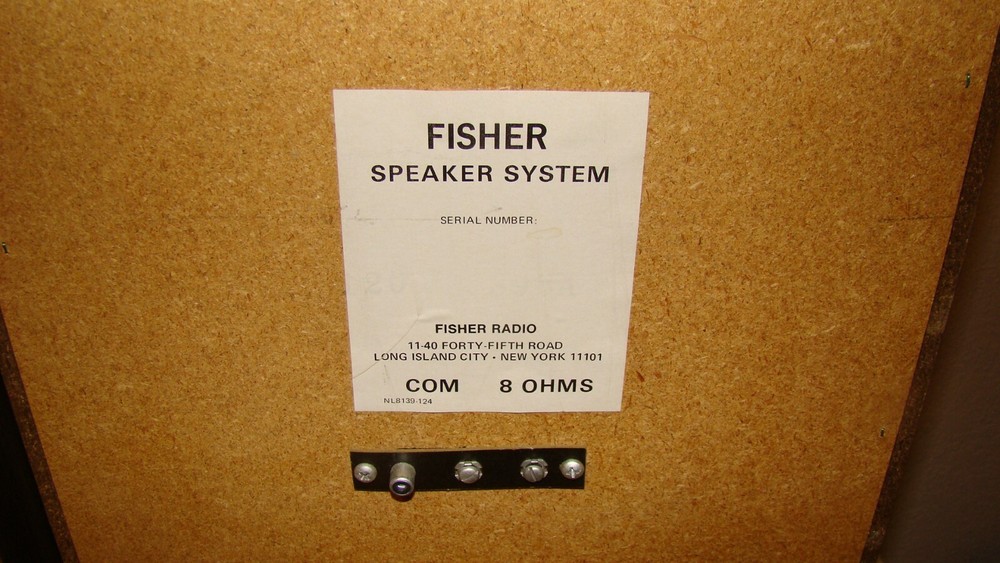 FISHER
SPEAKER SYSTEM
SERIAL NUMBER:
FISHER RADIO
11-40 FORTY-FIFTH ROAD
LONG ISLAND CITY • NEW YORK 11101
COM 8 OHMS
NL8139-124